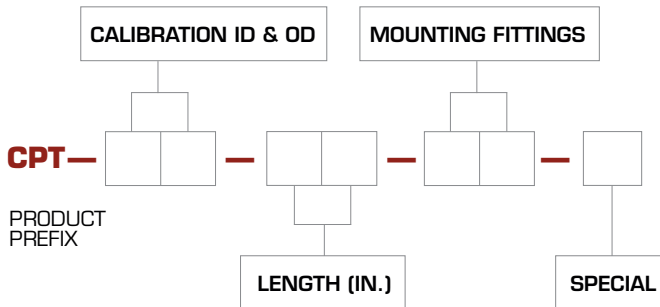 CALIBRATION ID & OD
MOUNTING FITTINGS
CPT
PRODUCT
PREFIX
LENGTH (IN.)
SPECIAL